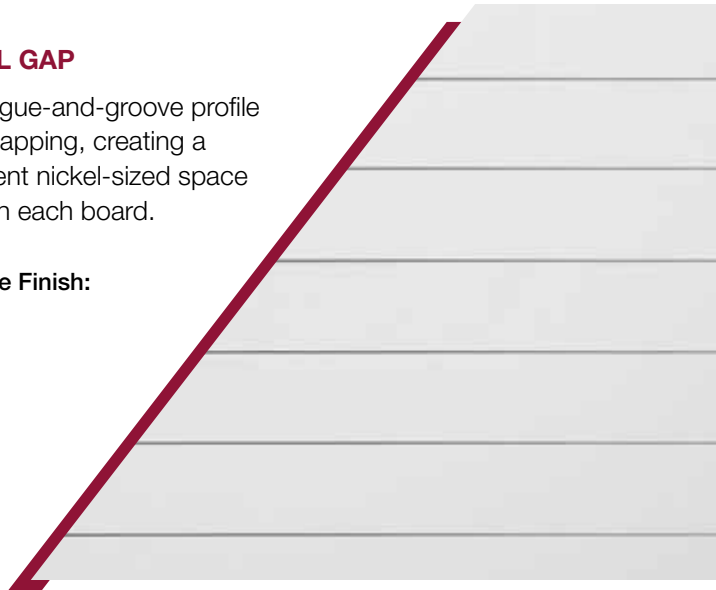 L GAP
gue-and-groove profile
apping, creating a
ent nickel-sized space
n each board.
e Finish: